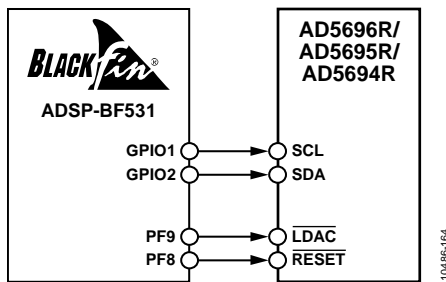 BLACKfin®
ADSP-BF531
GPIO1
GPIO2
PF9
PF8
AD5696R/
AD5695R/
AD5694R
SCL
SDA
LDAC
RESET
10486-164